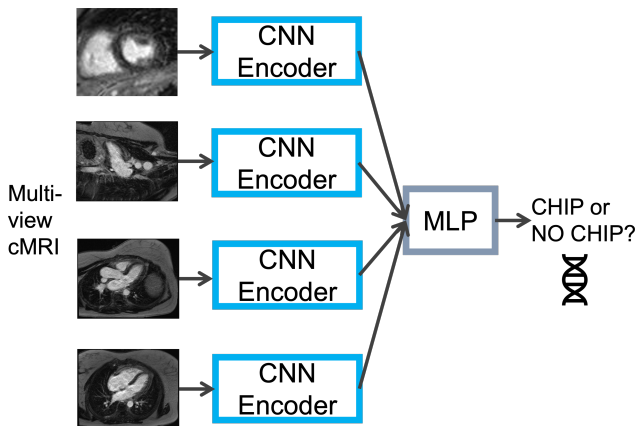 CNN
Encoder
CNN
Encoder
Multi-
view
cMRI
MLP
CHIP or
NO CHIP?
CNN
Encoder
CNN
Encoder